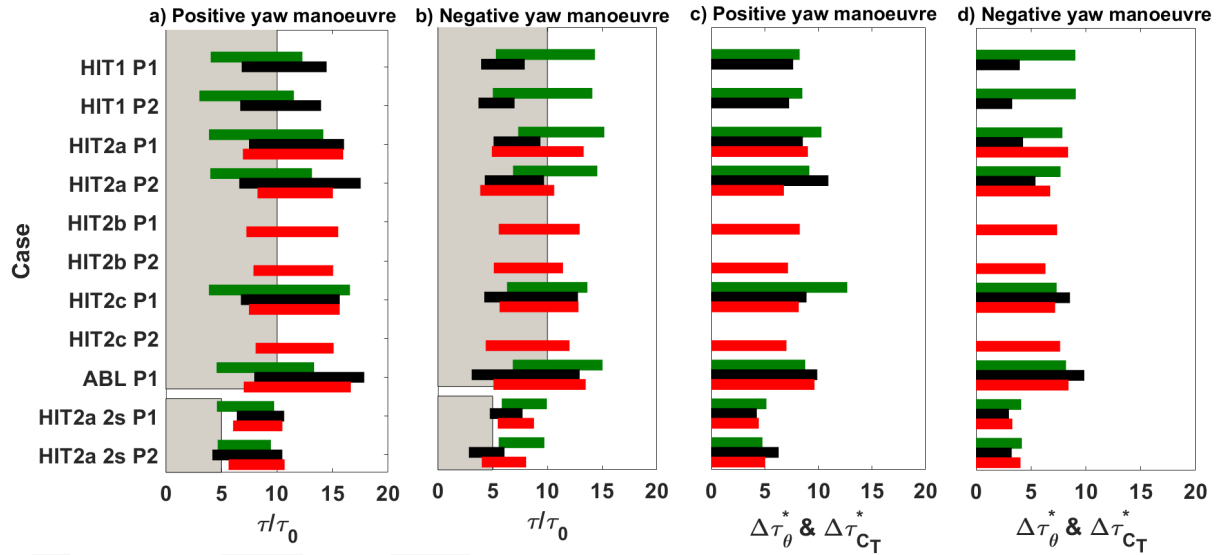 a) Positive yaw manoeuvre
b) Negative yaw manoeuvre
c) Positive yaw manoeuvre
d) Negative yaw manoeuvre
Case
HIT1 P1
HIT1 P2
HIT2a P1
HIT2a P2
HIT2b P1
HIT2b P2
HIT2c P1
HIT2c P2
ABL P1
HIT2a 2s P1
HIT2a 2s P2
0 5 10 15 20
0 5 10 15 20
0 5 10 15 20
0 5 10 15 20
τ/τ0
τ/τ0
Δτ*θ & Δτ*CT
Δτ*θ & Δτ*CT